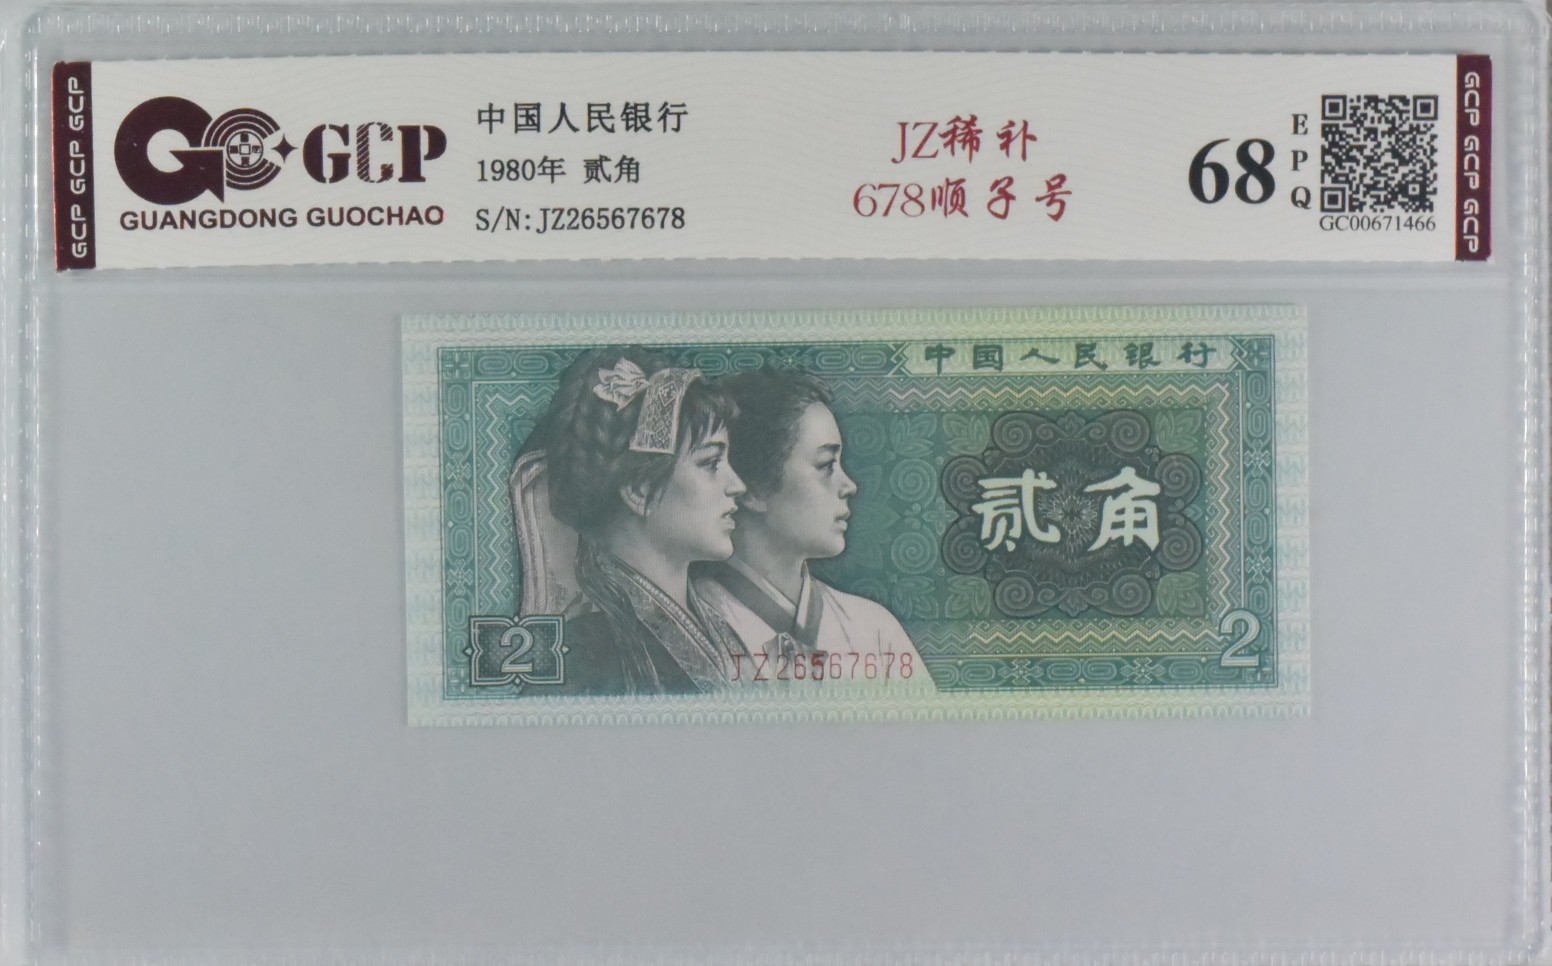 GCP GCP GCP
GCP
GUANGDONG GUOCHAO
中国人民银行
1980年 贰角
S/N:JZ26567678
JZ稀补
678顺子号
68
EPQ
GC00671466
GCP GCP GCP
中国人民银行
贰角
2
2
JZ26567678